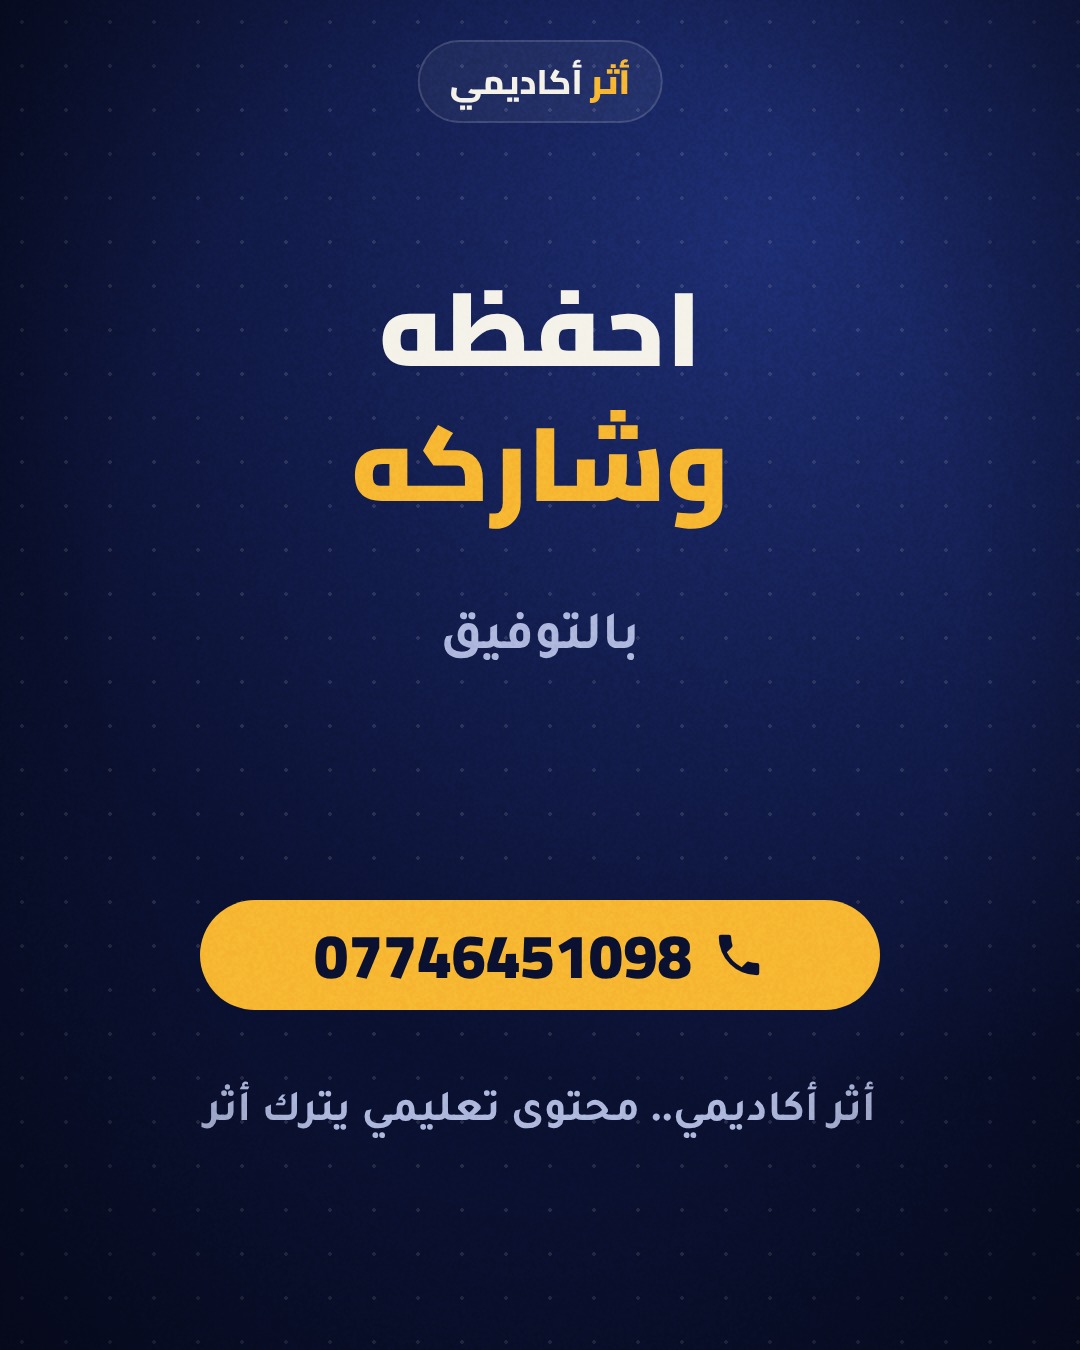 أثر أكاديمي
احفظه
وشاركه
بالتوفيق
07746451098
أثر أكاديمي.. محتوى تعليمي يترك أثر